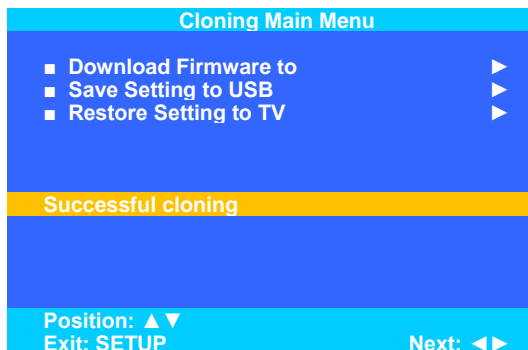 Cloning Main Menu
■ Download Firmware to ►
■ Save Setting to USB ►
■ Restore Setting to TV ►
Successful cloning
Position: ▲▼
Exit: SETUP Next: ◄►